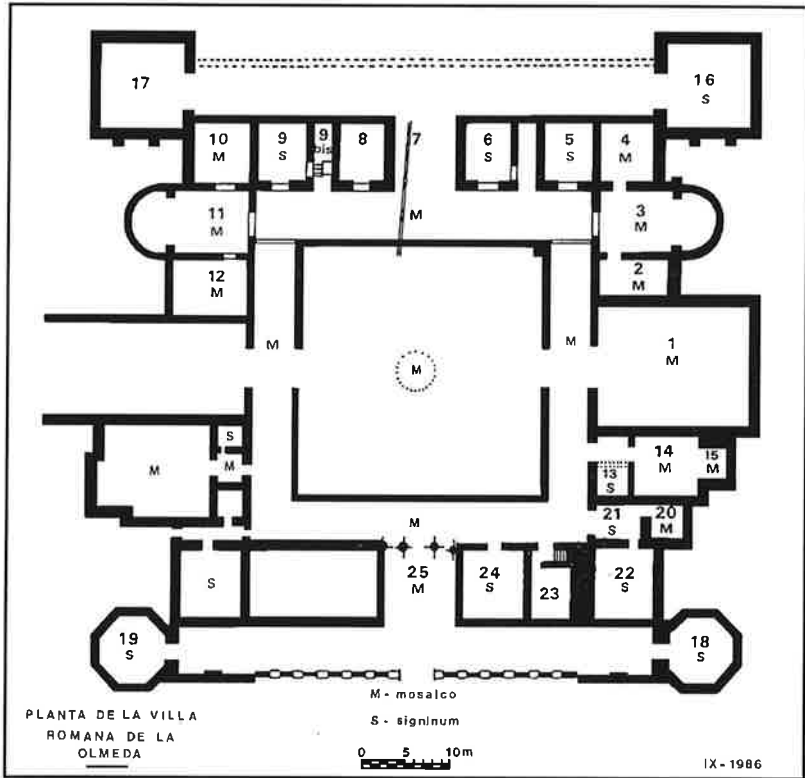 17
16
S
10
M
9
S
9
bis
8
7
6
S
5
S
4
M
11
M
M
3
M
12
M
2
M
M
M
1
M
M
S
M
M
14
M
15
M
13
S
M
21
S
20
M
S
25
M
24
S
23
22
S
19
S
18
S
M - mosaico
S - signinum
PLANTA DE LA VILLA
ROMANA DE LA
OLMEDA
0 5 10m
IX-1986